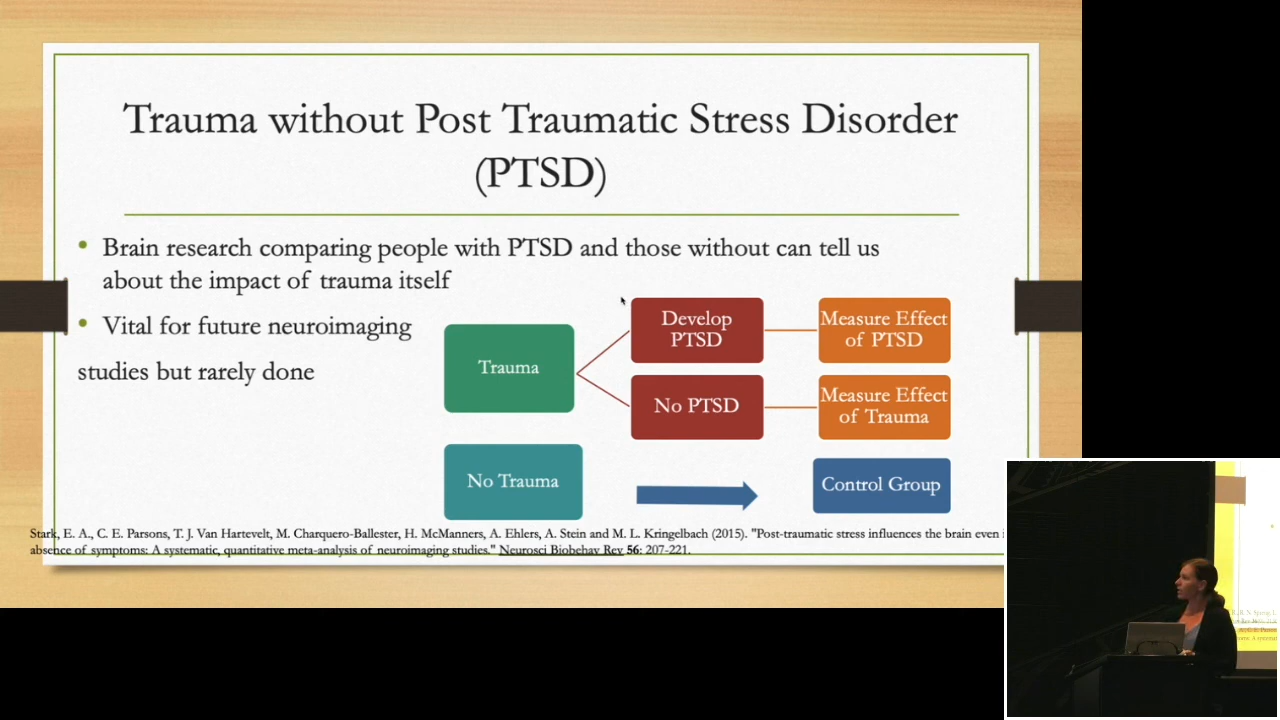 Trauma without Post Traumatic Stress Disorder
(PTSD)
• Brain research comparing people with PTSD and those without can tell us
about the impact of trauma itself
• Vital for future neuroimaging
studies but rarely done
Trauma
Develop
PTSD
Measure Effect
of PTSD
No PTSD
Measure Effect
of Trauma
No Trauma
Control Group
Stark, E. A., C. E. Parsons, T. J. Van Hartevelt, M. Charquero-Ballester, H. McManners, A. Ehlers, A. Stein and M. L. Kringelbach (2015). "Post-traumatic stress influences the brain even i
absence of symptoms: A systematic, quantitative meta-analysis of neuroimaging studies." Neurosci Biobehav Rev 56: 207-221.